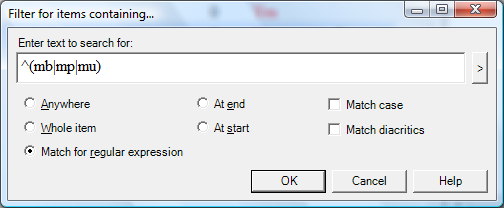 Filter for items containing...
Enter text to search for:
^(mb|mp|mu)
>
Anywhere
At end
Match case
Whole item
At start
Match diacritics
Match for regular expression
OK
Cancel
Help